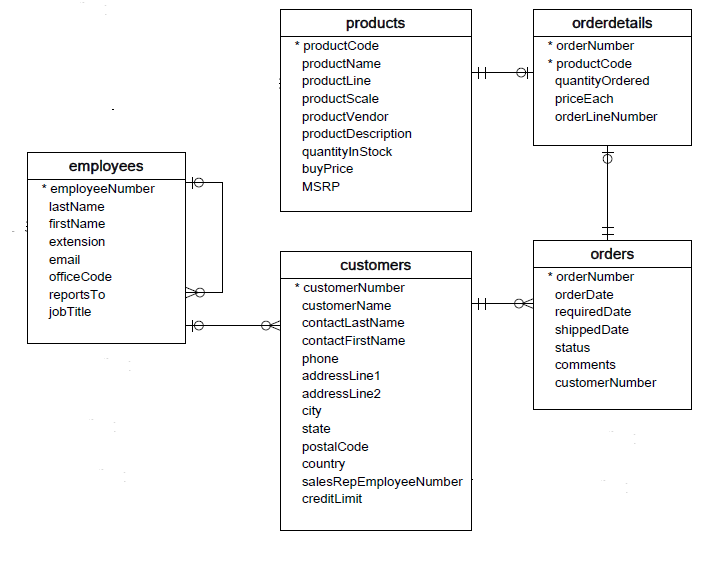 products
* productCode
productName
productLine
productScale
productVendor
productDescription
quantityInStock
buyPrice
MSRP
orderdetails
* orderNumber
* productCode
quantityOrdered
priceEach
orderLineNumber
employees
* employeeNumber
lastName
firstName
extension
email
officeCode
reportsTo
jobTitle
customers
* customerNumber
customerName
contactLastName
contactFirstName
phone
addressLine1
addressLine2
city
state
postalCode
country
salesRepEmployeeNumber
creditLimit
orders
* orderNumber
orderDate
requiredDate
shippedDate
status
comments
customerNumber